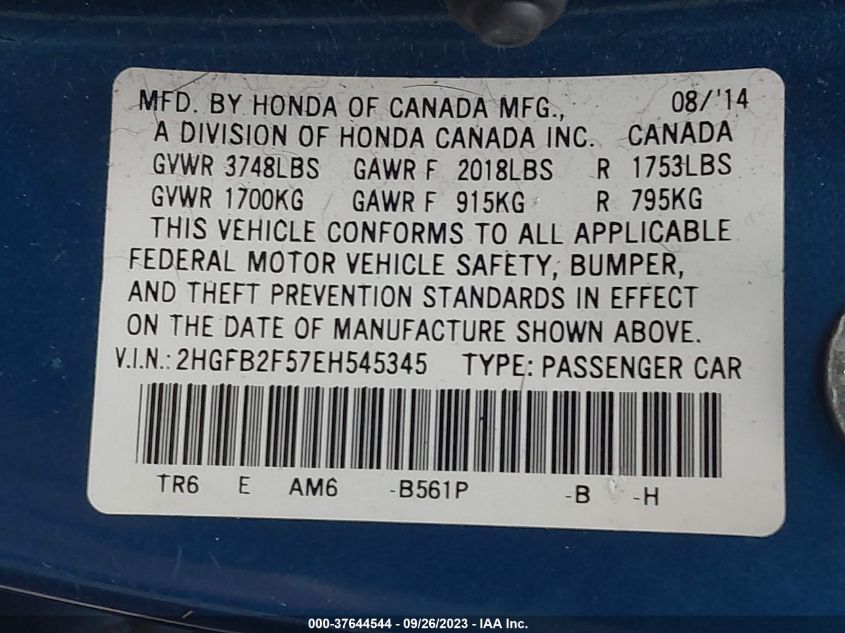 MFD. BY HONDA OF CANADA MFG., 08/'14
A DIVISION OF HONDA CANADA INC. CANADA
GVWR 3748LBS GAWR F 2018LBS R 1753LBS
GVWR 1700KG GAWR F 915KG R 795KG
THIS VEHICLE CONFORMS TO ALL APPLICABLE
FEDERAL MOTOR VEHICLE SAFETY, BUMPER,
AND THEFT PREVENTION STANDARDS IN EFFECT
ON THE DATE OF MANUFACTURE SHOWN ABOVE.
V.I.N.: 2HGFB2F57EH545345 TYPE: PASSENGER CAR
TR6 E AM6 -B561P -B -H
000-37644544 - 09/26/2023 - IAA Inc.